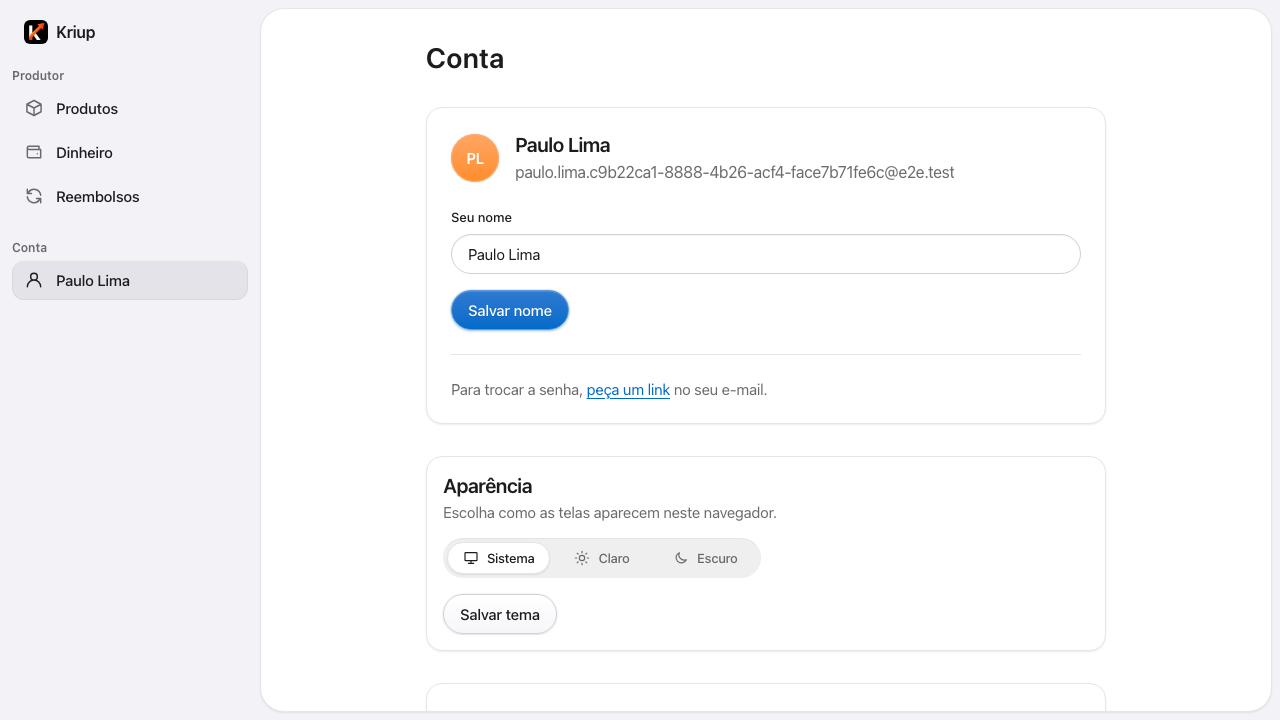 Kriup
Produtor
Produtos
Dinheiro
Reembolsos
Conta
Paulo Lima
Conta
PL
Paulo Lima
paulo.lima.c9b22ca1-8888-4b26-acf4-face7b71fe6c@e2e.test
Seu nome
Paulo Lima
Salvar nome
Para trocar a senha, peça um link no seu e-mail.
Aparência
Escolha como as telas aparecem neste navegador.
Sistema Claro Escuro
Salvar tema